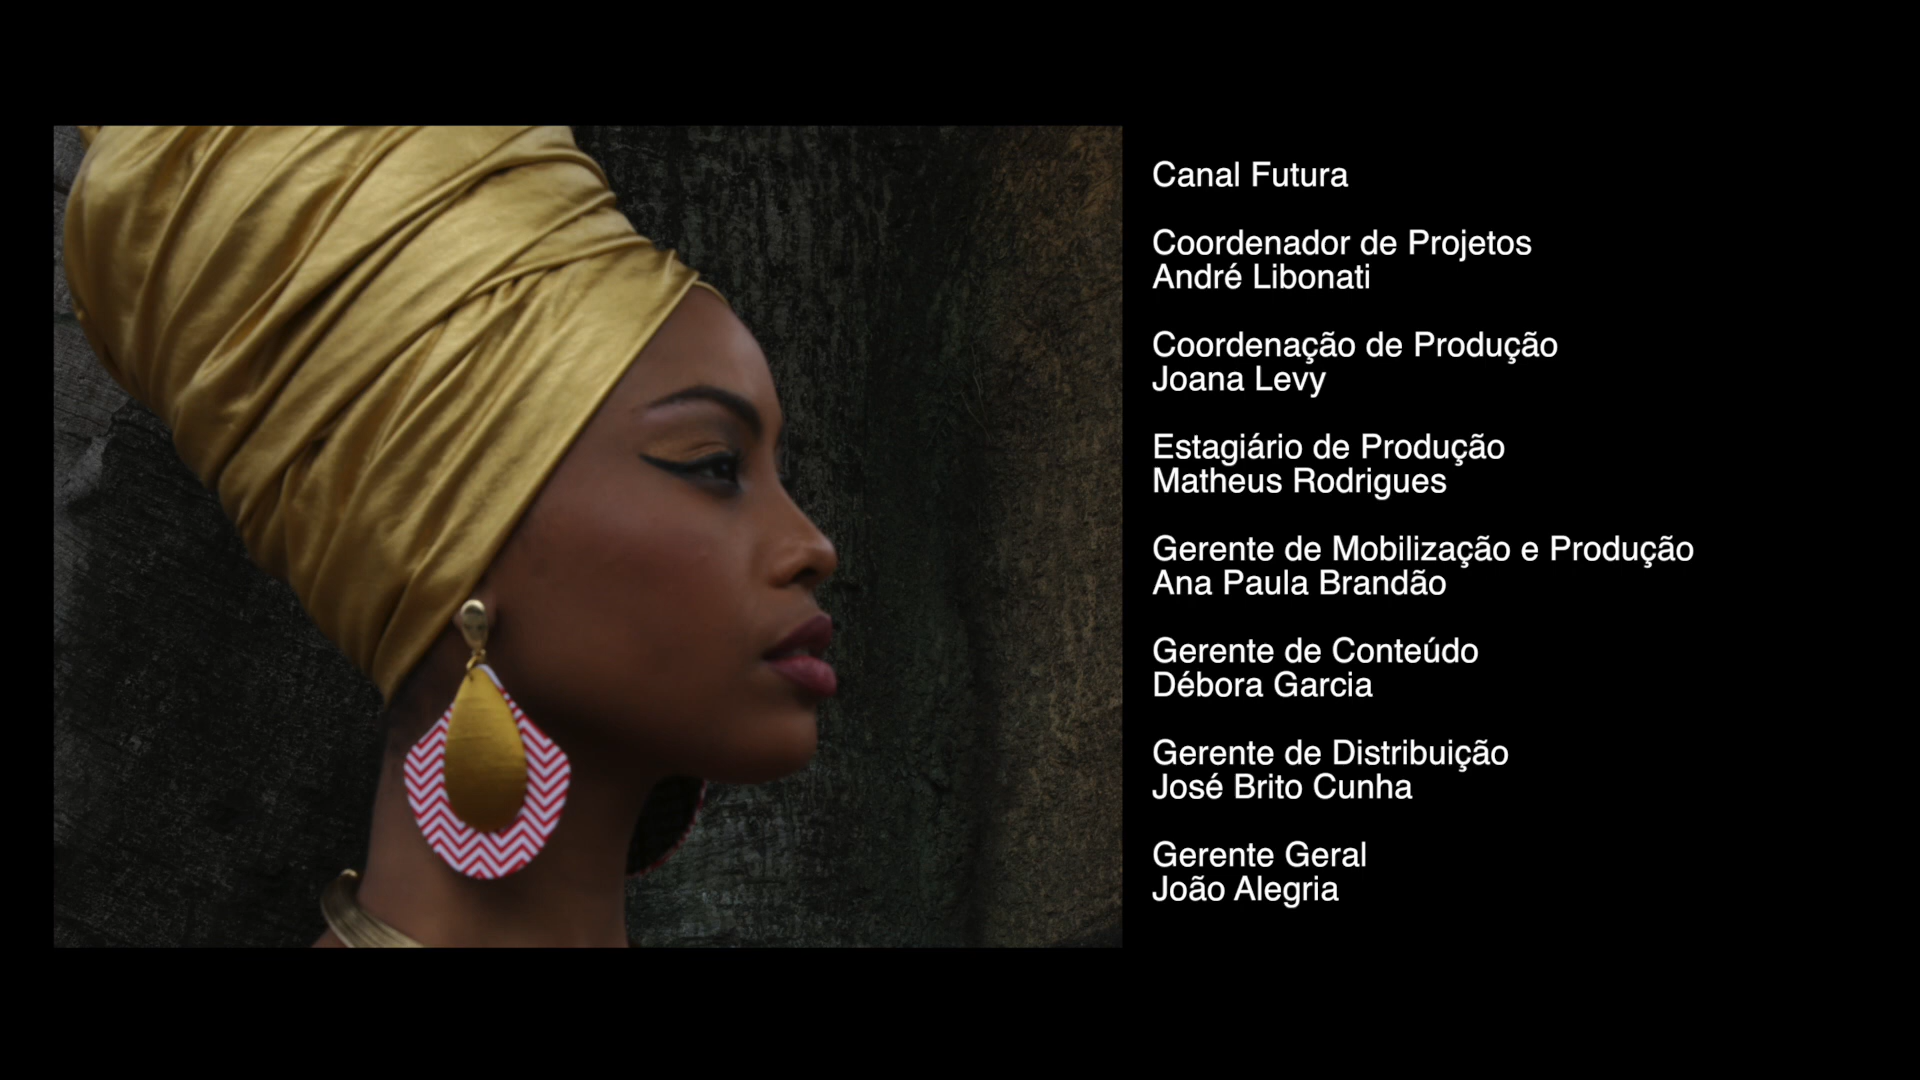 Canal Futura
Coordenador de Projetos
André Libonati
Coordenação de Produção
Joana Levy
Estagiário de Produção
Matheus Rodrigues
Gerente de Mobilização e Produção
Ana Paula Brandão
Gerente de Conteúdo
Débora Garcia
Gerente de Distribuição
José Brito Cunha
Gerente Geral
João Alegria